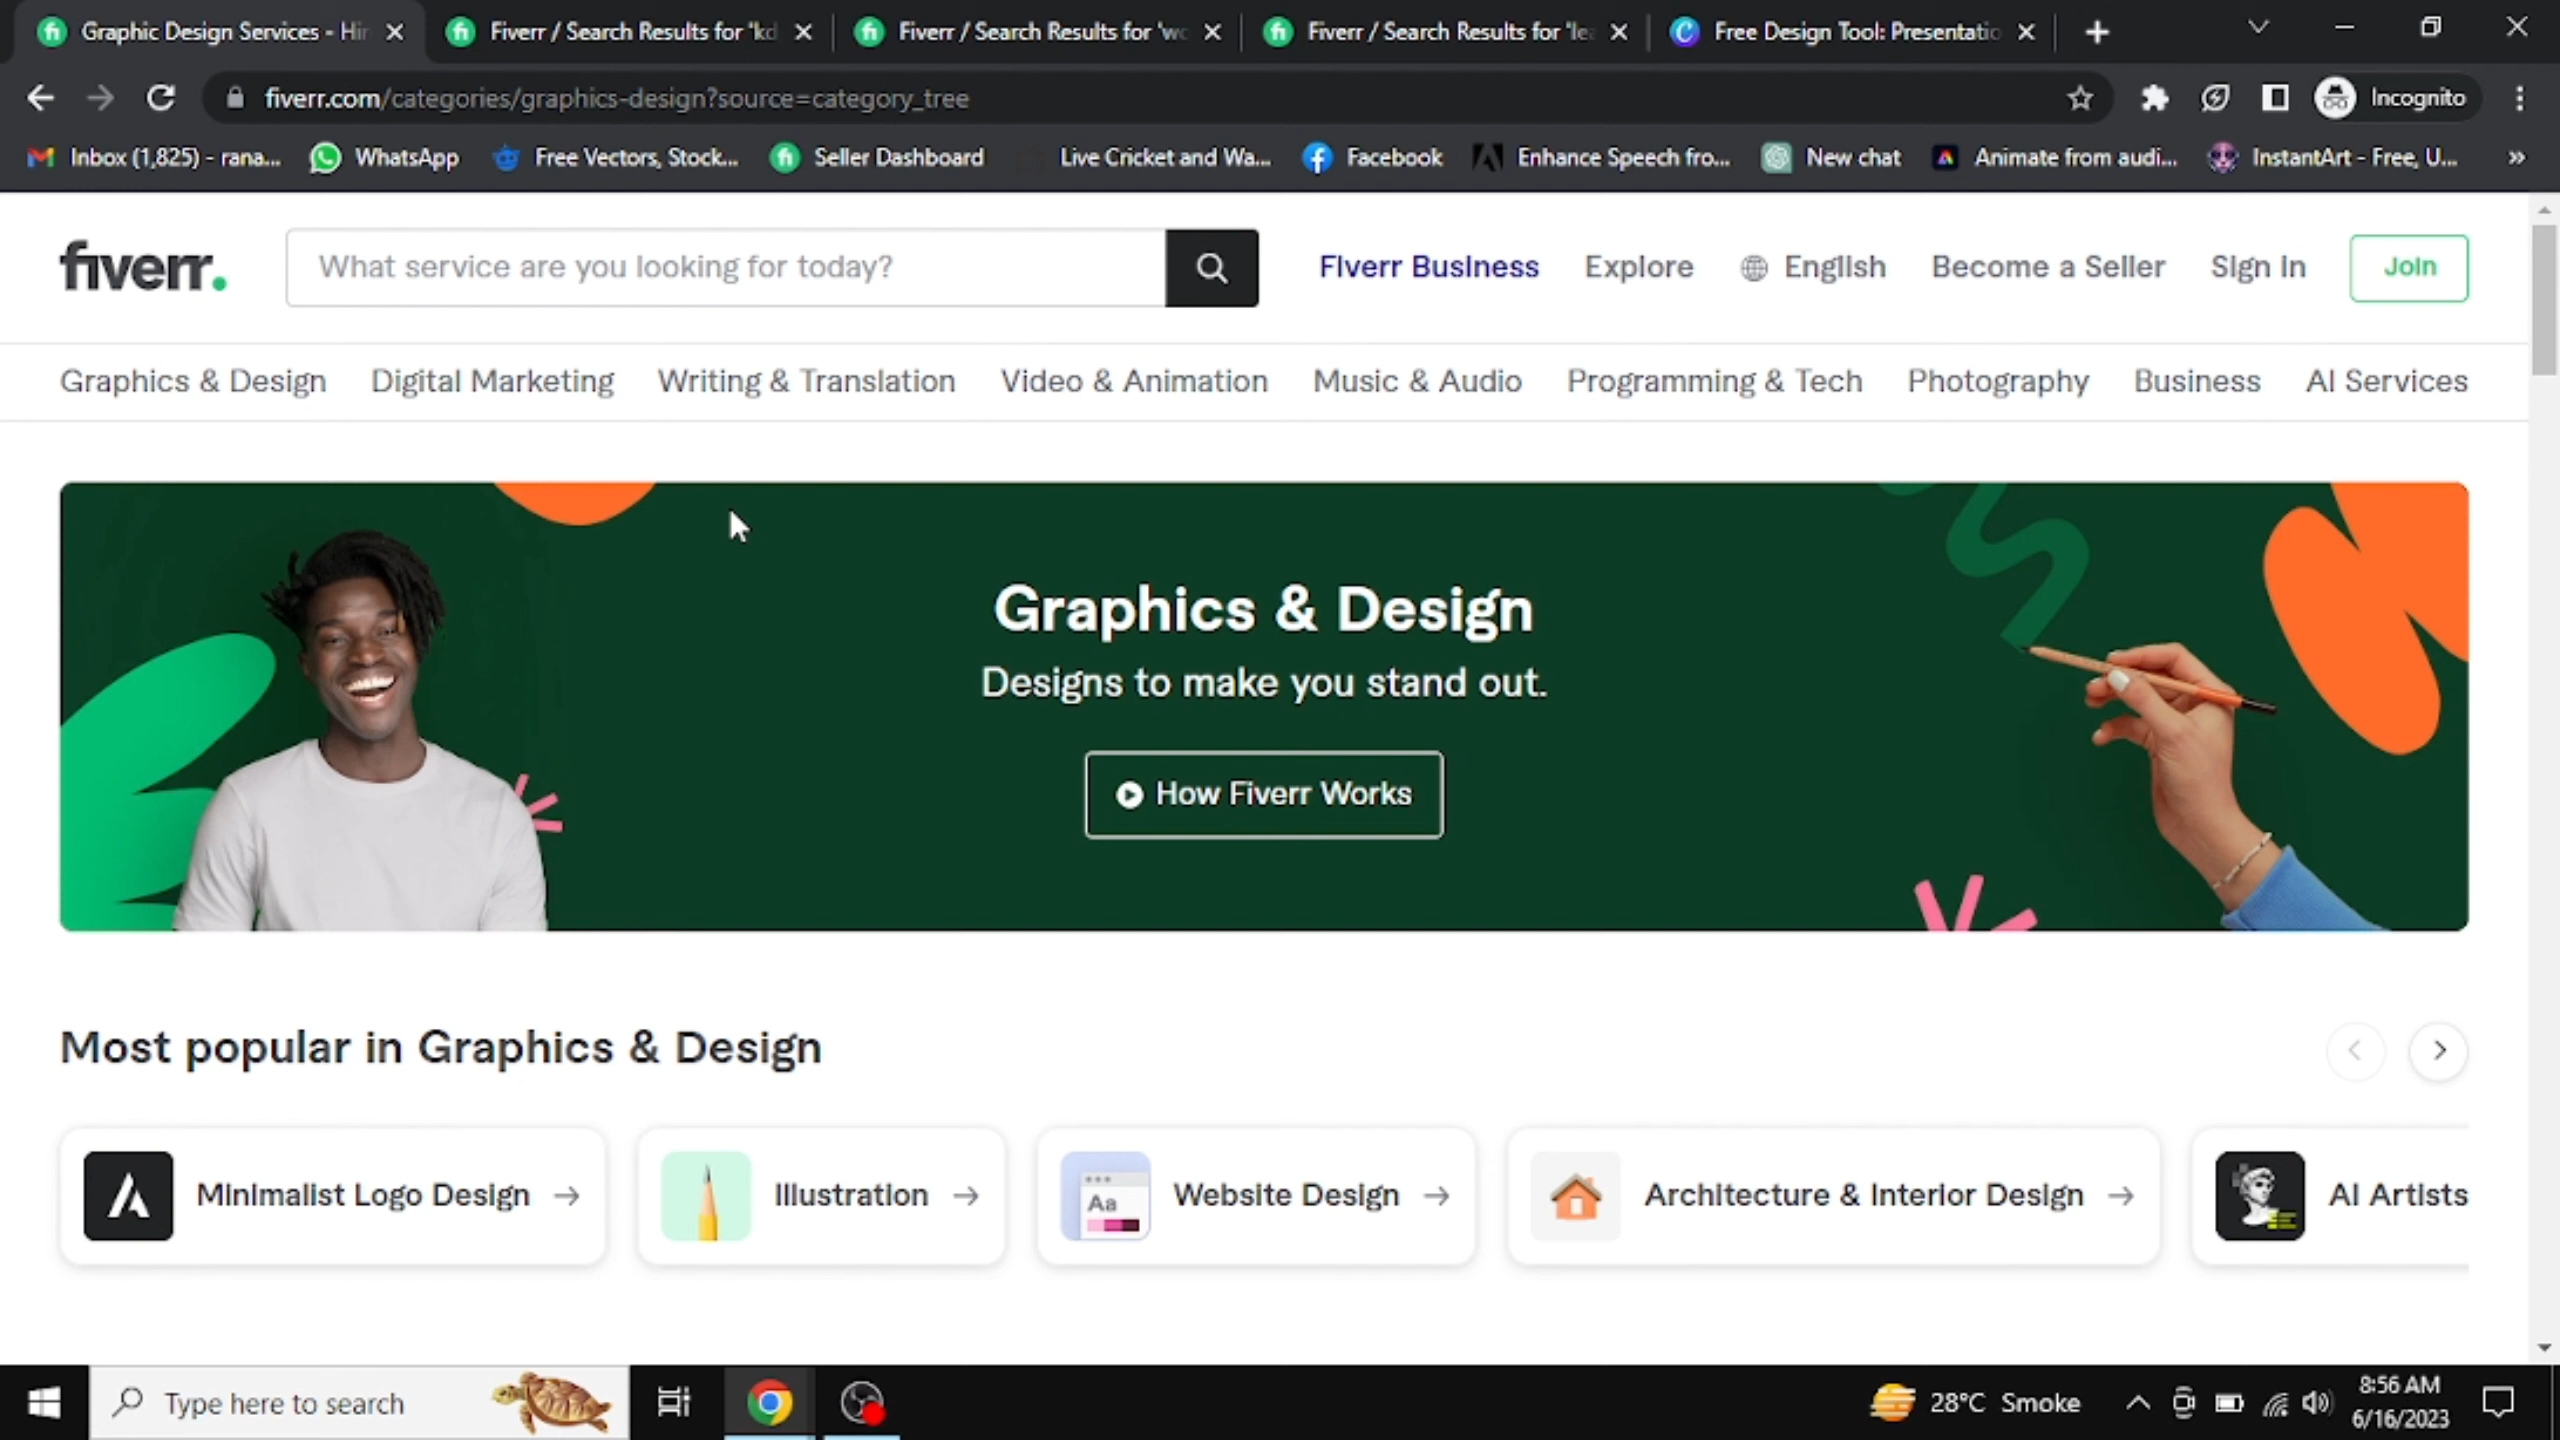 Graphic Design Services - Hir
Fiverr / Search Results for 'kd
Fiverr / Search Results for 'wo
Fiverr / Search Results for 'lea
Free Design Tool: Presentatio
fiverr.com/categories/graphics-design?source=category_tree
Incognito
Inbox (1,825) - rana...
WhatsApp
Free Vectors, Stock...
Seller Dashboard
Live Cricket and Wa...
Facebook
Enhance Speech fro...
New chat
Animate from audi...
InstantArt - Free, U...
»
fiverr.
What service are you looking for today?
Fiverr Business
Explore
English
Become a Seller
Sign in
Join
Graphics & Design
Digital Marketing
Writing & Translation
Video & Animation
Music & Audio
Programming & Tech
Photography
Business
AI Services
Graphics & Design
Designs to make you stand out.
How Fiverr Works
Most popular in Graphics & Design
Minimalist Logo Design
Illustration
Aa
Website Design
Architecture & Interior Design
AI Artists
Type here to search
28°C Smoke
8:56 AM
6/16/2023